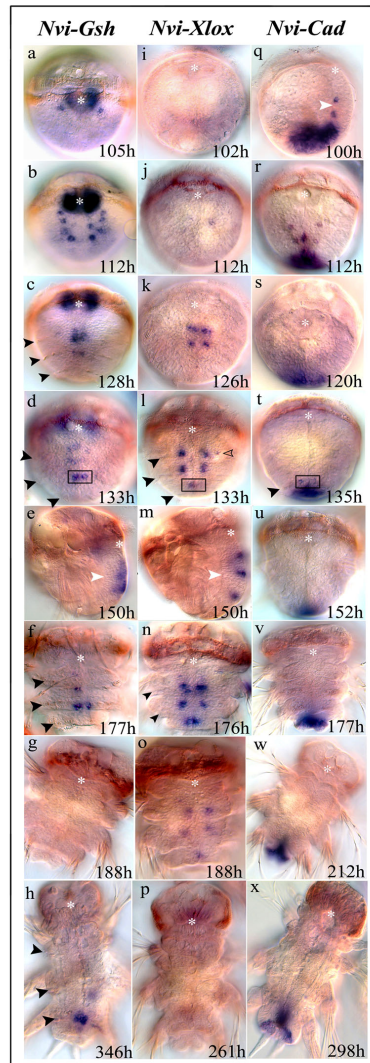 Nvi-Gsh Nvi-Xlox Nvi-Cad
a i q
105h 102h 100h
b j r
112h 112h 112h
c k s
128h 126h 120h
d l t
133h 133h 135h
e m u
150h 150h 152h
f n v
177h 176h 177h
g o w
188h 188h 212h
h p x
346h 261h 298h